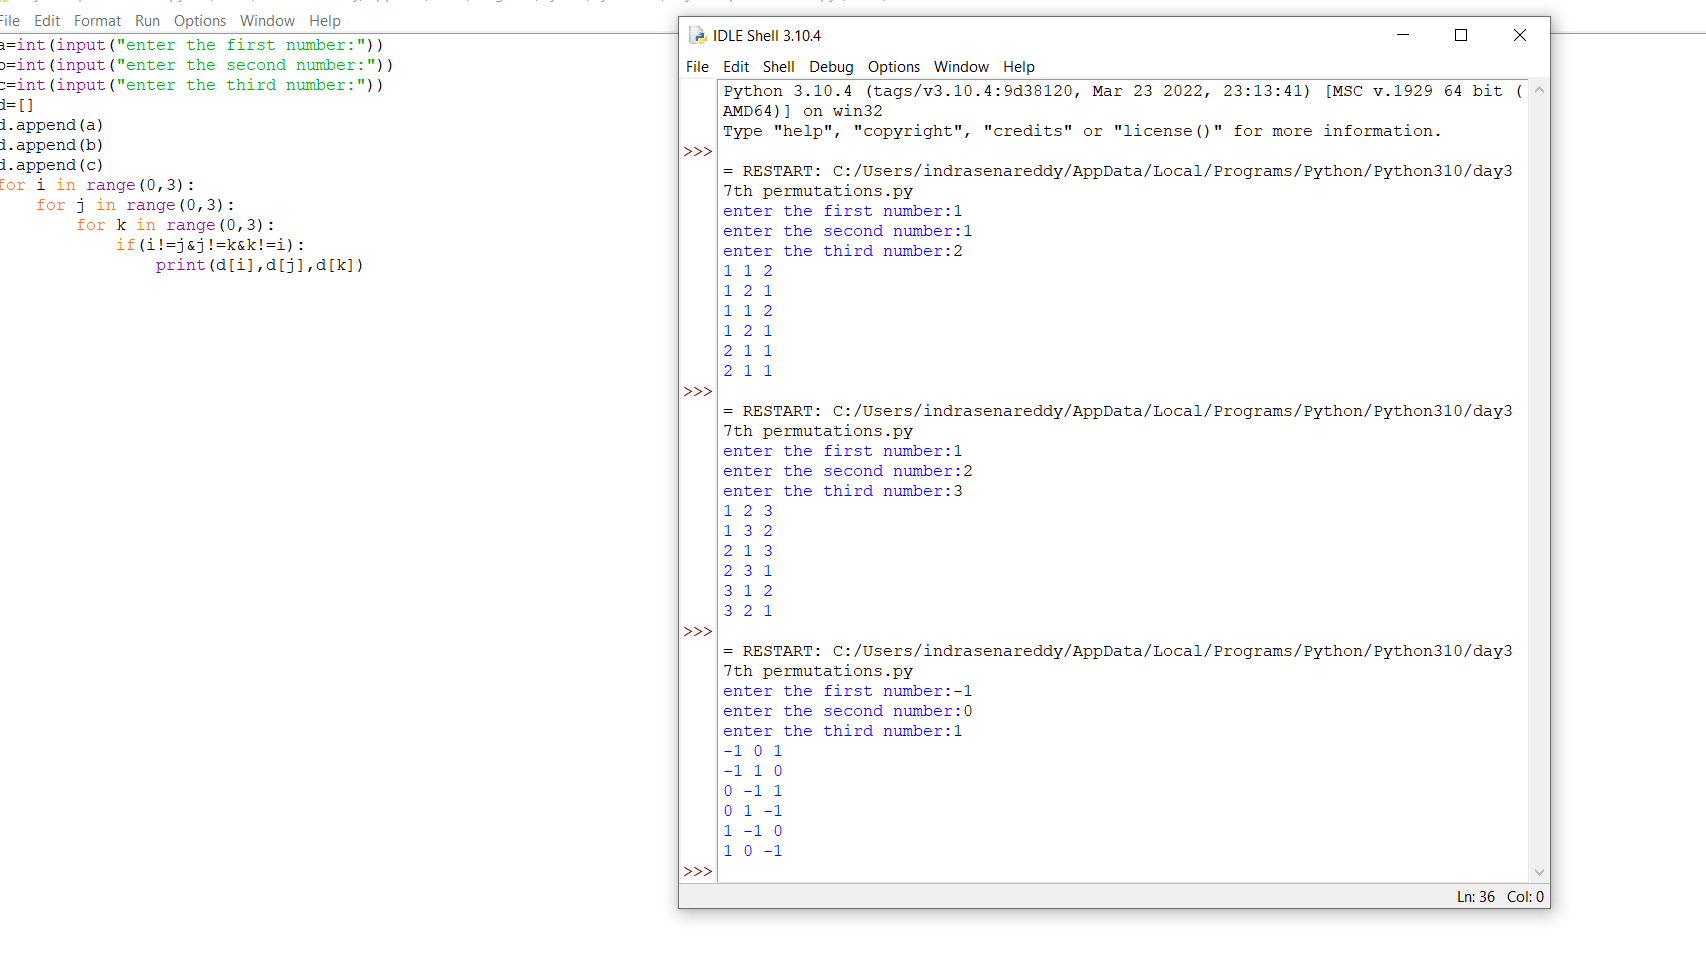 File Edit Format Run Options Window Help
a=int(input("enter the first number:"))
b=int(input("enter the second number:"))
c=int(input("enter the third number:"))
d=[]
d.append(a)
d.append(b)
d.append(c)
for i in range(0,3):
    for j in range(0,3):
        for k in range(0,3):
            if(i!=j&j!=k&k!=i):
                print(d[i],d[j],d[k])
IDLE Shell 3.10.4
File Edit Shell Debug Options Window Help
Python 3.10.4 (tags/v3.10.4:9d38120, Mar 23 2022, 23:13:41) [MSC v.1929 64 bit (
AMD64)] on win32
Type "help", "copyright", "credits" or "license()" for more information.
>>>
= RESTART: C:/Users/indrasenareddy/AppData/Local/Programs/Python/Python310/day3
7th permutations.py
enter the first number:1
enter the second number:1
enter the third number:2
1 1 2
1 2 1
1 1 2
1 2 1
2 1 1
2 1 1
>>>
= RESTART: C:/Users/indrasenareddy/AppData/Local/Programs/Python/Python310/day3
7th permutations.py
enter the first number:1
enter the second number:2
enter the third number:3
1 2 3
1 3 2
2 1 3
2 3 1
3 1 2
3 2 1
>>>
= RESTART: C:/Users/indrasenareddy/AppData/Local/Programs/Python/Python310/day3
7th permutations.py
enter the first number:-1
enter the second number:0
enter the third number:1
-1 0 1
-1 1 0
0 -1 1
0 1 -1
1 -1 0
1 0 -1
>>>
Ln: 36 Col: 0